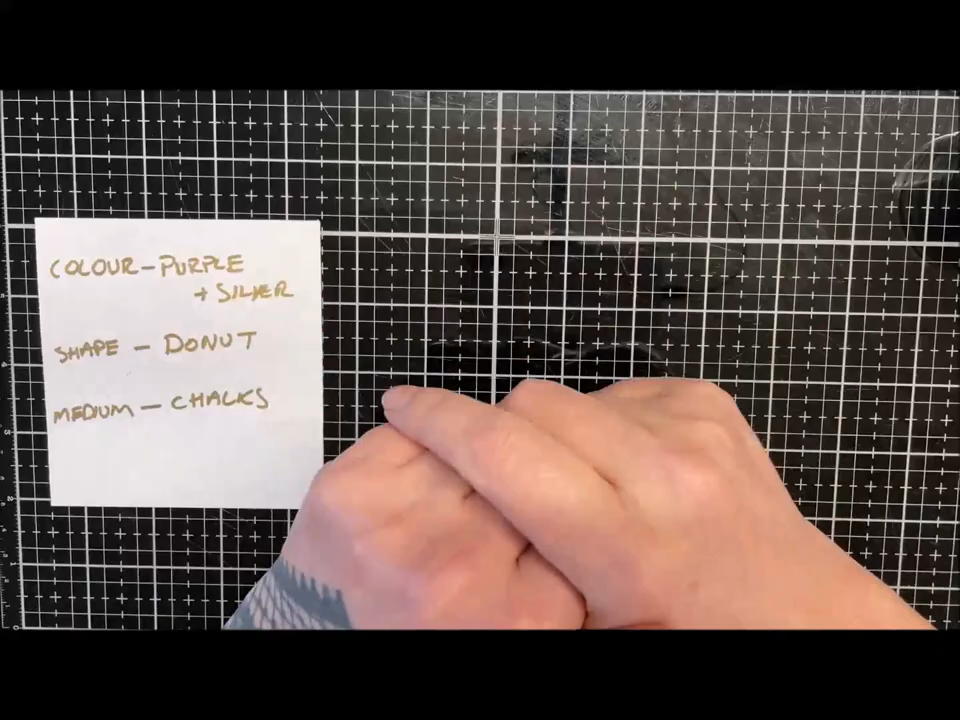 COLOUR - PURPLE
+ SILVER
SHAPE - DONUT
MEDIUM - CHALKS